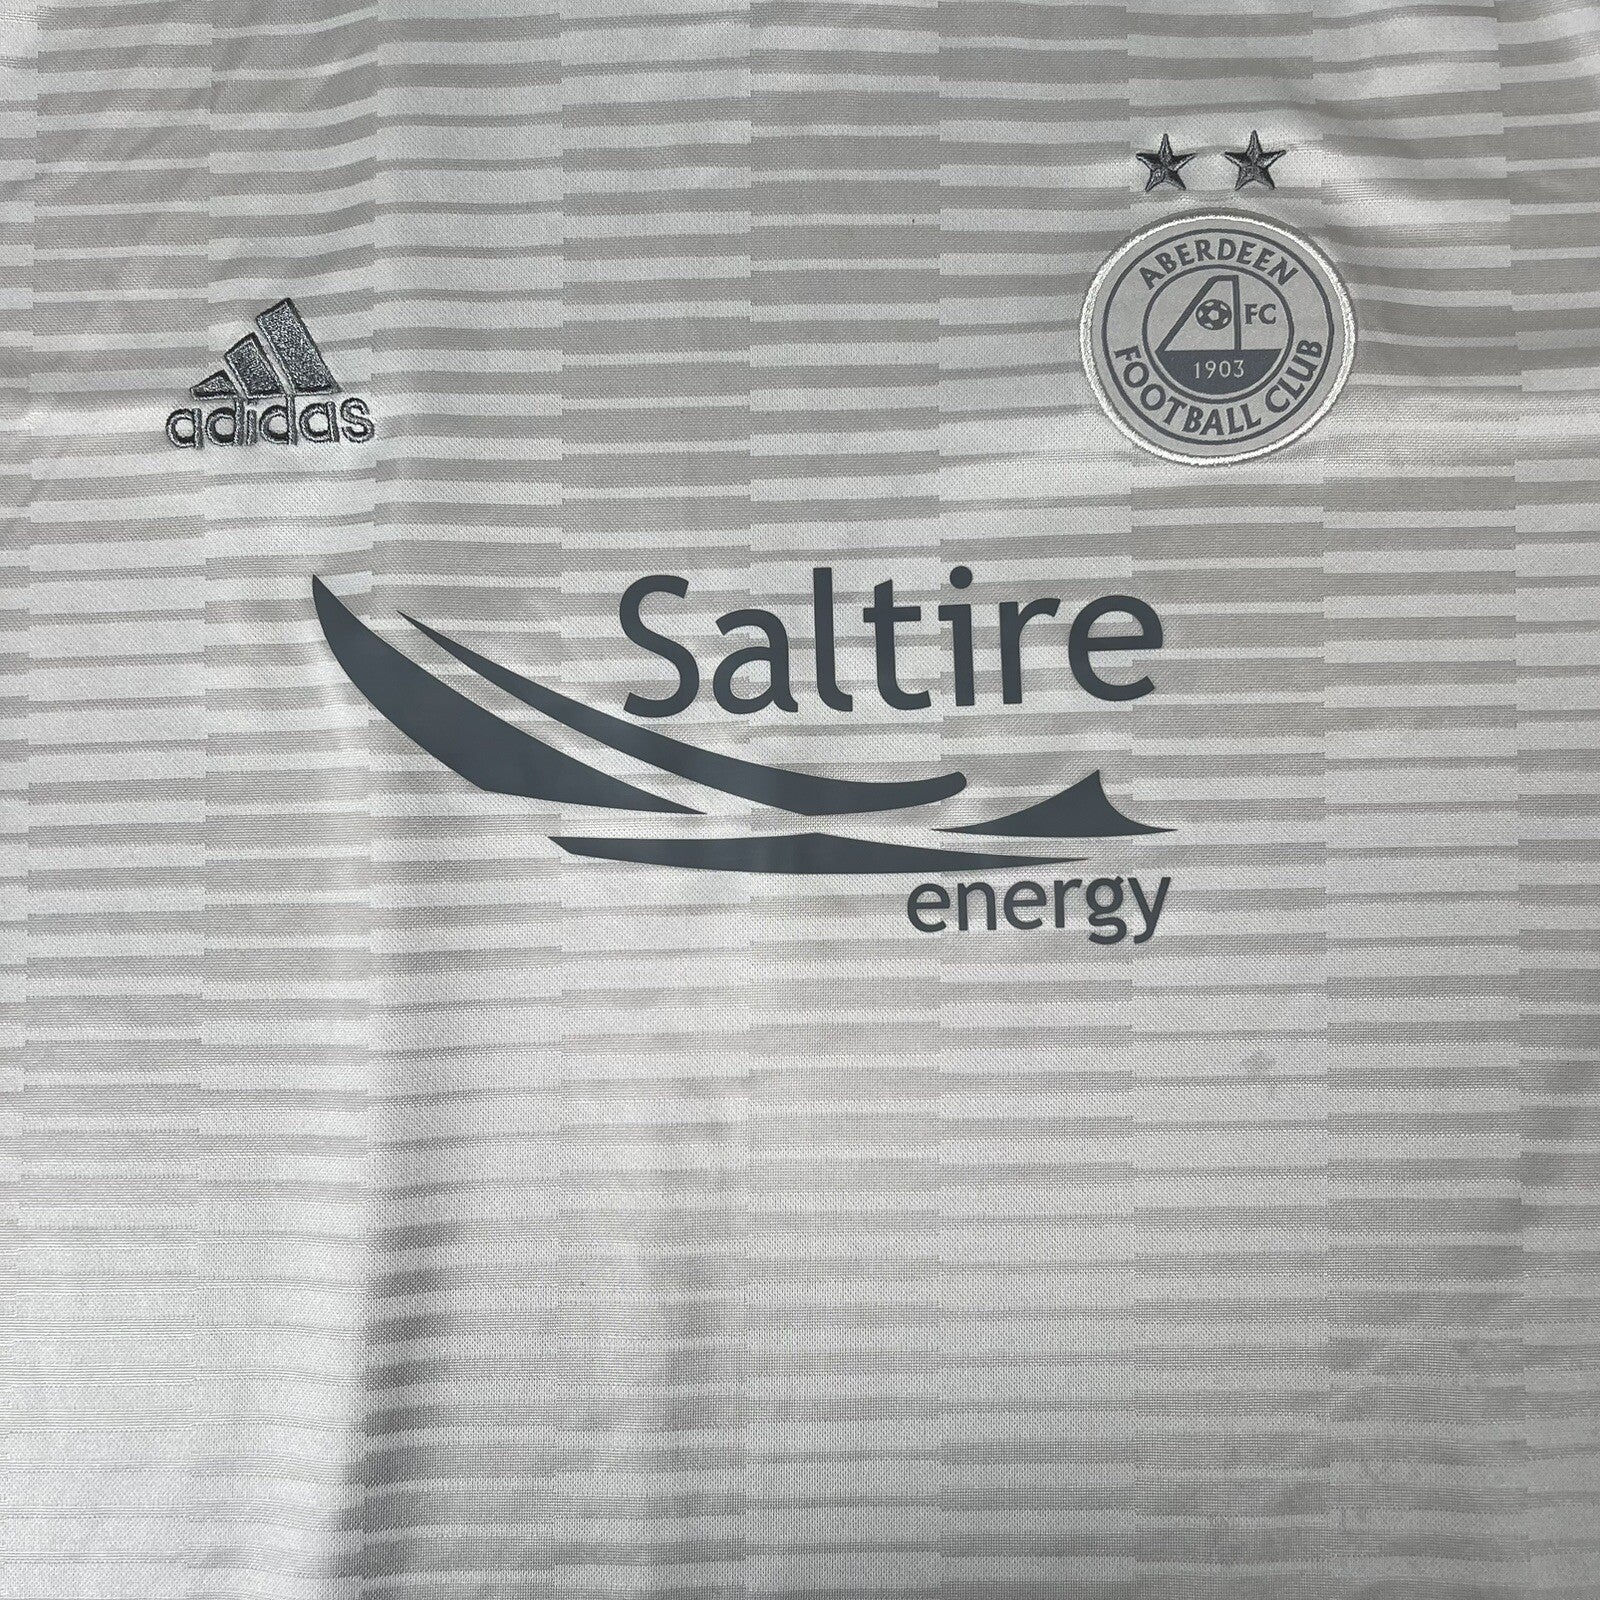 adidas
ABERDEEN
FC
1903
FOOTBALL CLUB
Saltire
energy